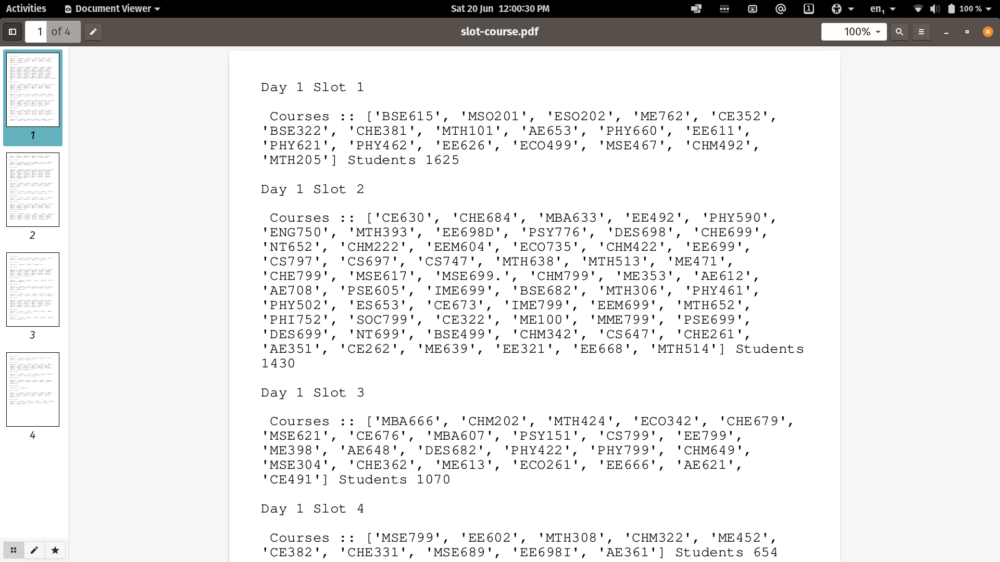 Activities Document Viewer Sat 20 Jun 12:00:30 PM 1 en1 100 %
1 of 4 slot-course.pdf 100%
1
2
3
4
Day 1 Slot 1
Courses :: ['BSE615', 'MSO201', 'ESO202', 'ME762', 'CE352',
'BSE322', 'CHE381', 'MTH101', 'AE653', 'PHY660', 'EE611',
'PHY621', 'PHY462', 'EE626', 'ECO499', 'MSE467', 'CHM492',
'MTH205'] Students 1625
Day 1 Slot 2
Courses :: ['CE630', 'CHE684', 'MBA633', 'EE492', 'PHY590',
'ENG750', 'MTH393', 'EE698D', 'PSY776', 'DES698', 'CHE699',
'NT652', 'CHM222', 'EEM604', 'ECO735', 'CHM422', 'EE699',
'CS797', 'CS697', 'CS747', 'MTH638', 'MTH513', 'ME471',
'CHE799', 'MSE617', 'MSE699.', 'CHM799', 'ME353', 'AE612',
'AE708', 'PSE605', 'IME699', 'BSE682', 'MTH306', 'PHY461',
'PHY502', 'ES653', 'CE673', 'IME799', 'EEM699', 'MTH652',
'PHI752', 'SOC799', 'CE322', 'ME100', 'MME799', 'PSE699',
'DES699', 'NT699', 'BSE499', 'CHM342', 'CS647', 'CHE261',
'AE351', 'CE262', 'ME639', 'EE321', 'EE668', 'MTH514'] Students
1430
Day 1 Slot 3
Courses :: ['MBA666', 'CHM202', 'MTH424', 'ECO342', 'CHE679',
'MSE621', 'CE676', 'MBA607', 'PSY151', 'CS799', 'EE799',
'ME398', 'AE648', 'DES682', 'PHY422', 'PHY799', 'CHM649',
'MSE304', 'CHE362', 'ME613', 'ECO261', 'EE666', 'AE621',
'CE491'] Students 1070
Day 1 Slot 4
Courses :: ['MSE799', 'EE602', 'MTH308', 'CHM322', 'ME452',
'CE382', 'CHE331', 'MSE689', 'EE698I', 'AE361'] Students 654